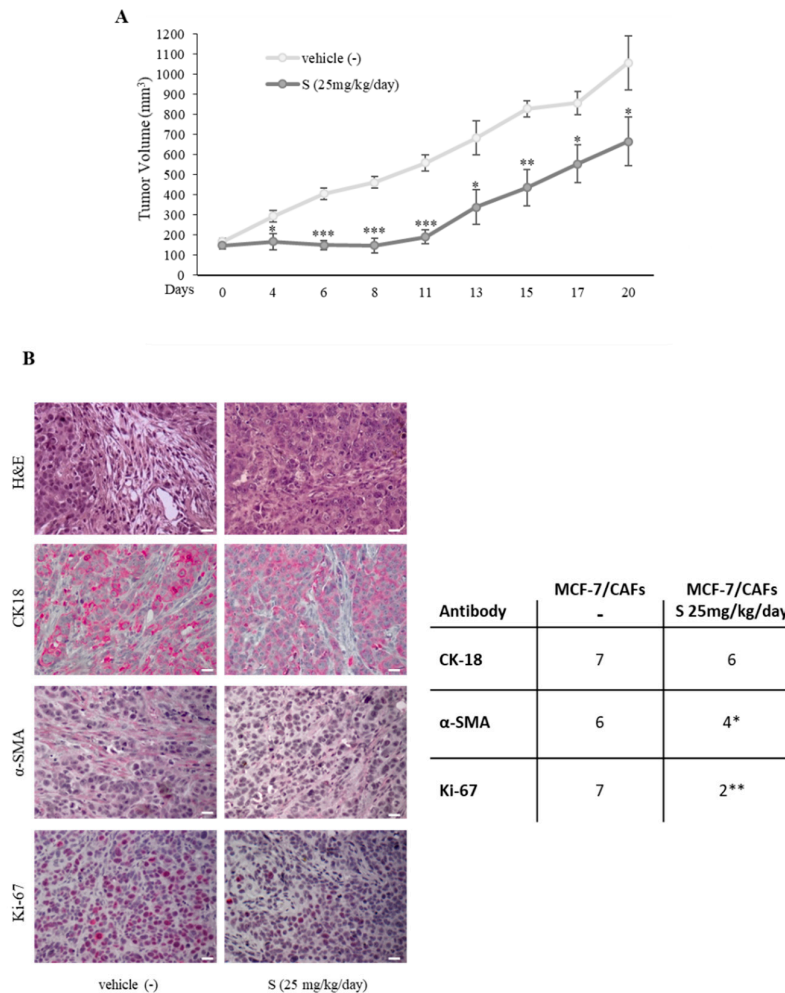 A
1200
1100
1000
900
800
700
600
500
400
300
200
100
0
Tumor Volume (mm³)
vehicle (-)
S (25mg/kg/day)
* *** *** *** * ** * *
Days 0 4 6 8 11 13 15 17 20
B
H&E
CK18
α-SMA
Ki-67
vehicle (-) S (25 mg/kg/day)
MCF-7/CAFs MCF-7/CAFs
Antibody - S 25mg/kg/day
CK-18 7 6
α-SMA 6 4*
Ki-67 7 2**